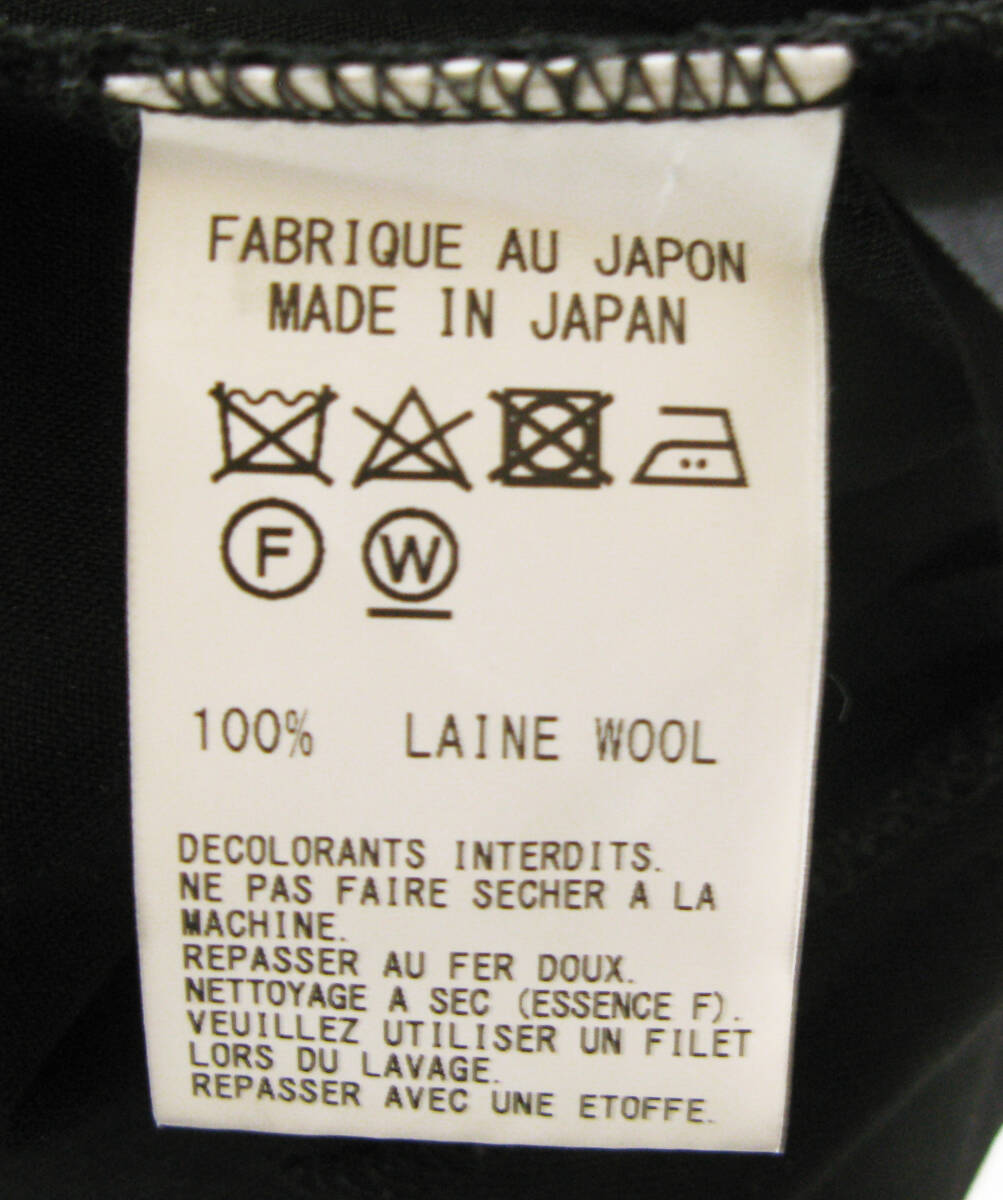 FABRIQUE AU JAPON
MADE IN JAPAN
F W
100% LAINE WOOL
DECOLORANTS INTERDITS.
NE PAS FAIRE SECHER A LA
MACHINE.
REPASSER AU FER DOUX.
NETTOYAGE A SEC (ESSENCE F).
VEUILLEZ UTILISER UN FILET
LORS DU LAVAGE.
REPASSER AVEC UNE ETOFFE.